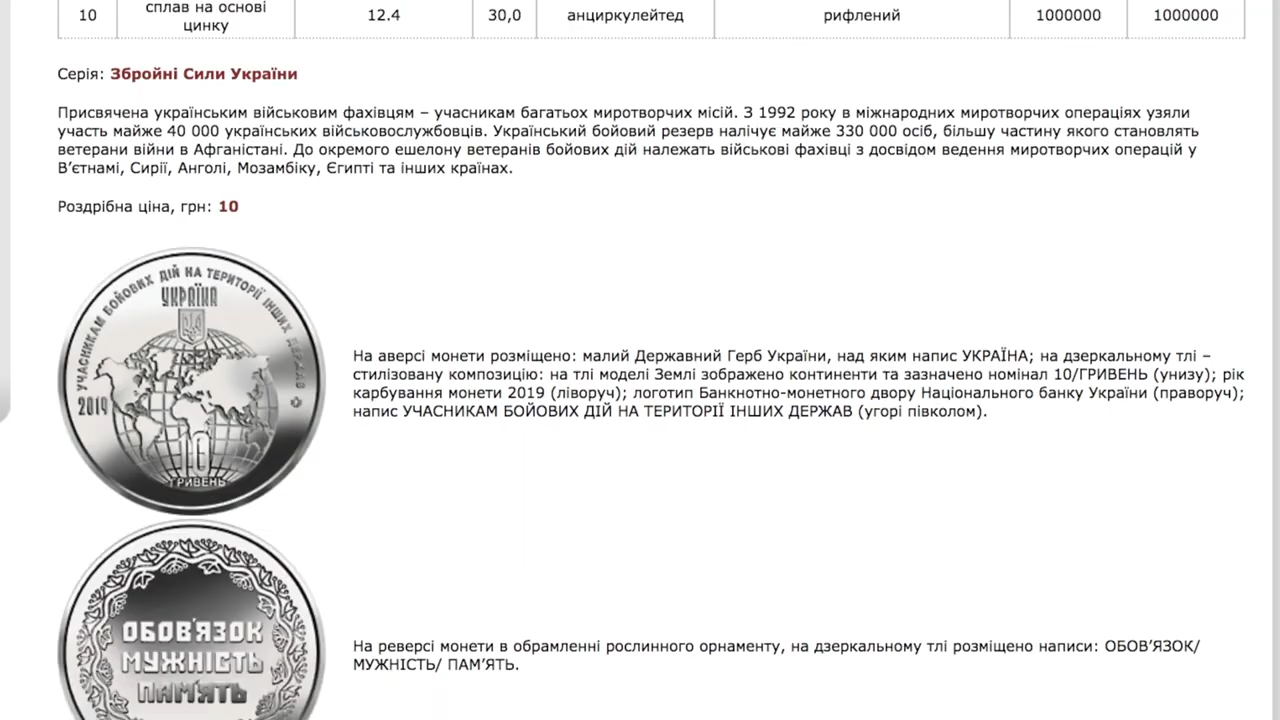 10
сплав на основі
цинку
12.4
30,0
анциркулейтед
рифлений
1000000
1000000
Серія: Збройні Сили України
Присвячена українським військовим фахівцям – учасникам багатьох миротворчих місій. З 1992 року в міжнародних миротворчих операціях узяли
участь майже 40 000 українських військовослужбовців. Український бойовий резерв налічує майже 330 000 осіб, більшу частину якого становлять
ветерани війни в Афганістані. До окремого ешелону ветеранів бойових дій належать військові фахівці з досвідом ведення миротворчих операцій у
В’єтнамі, Сирії, Анголі, Мозамбіку, Єгипті та інших країнах.
Роздрібна ціна, грн: 10
УЧАСНИКАМ БОЙОВИХ ДІЙ НА ТЕРИТОРІЇ ІНШИХ ДЕРЖАВ
УКРАЇНА
2019
10
ГРИВЕНЬ
На аверсі монети розміщено: малий Державний Герб України, над яким напис УКРАЇНА; на дзеркальному тлі –
стилізовану композицію: на тлі моделі Землі зображено континенти та зазначено номінал 10/ГРИВЕНЬ (унизу); рік
карбування монети 2019 (ліворуч); логотип Банкнотно-монетного двору Національного банку України (праворуч);
напис УЧАСНИКАМ БОЙОВИХ ДІЙ НА ТЕРИТОРІЇ ІНШИХ ДЕРЖАВ (угорі півколом).
ОБОВ'ЯЗОК
МУЖНІСТЬ
ПАМ'ЯТЬ
На реверсі монети в обрамленні рослинного орнаменту, на дзеркальному тлі розміщено написи: ОБОВ’ЯЗОК/
МУЖНІСТЬ/ ПАМ’ЯТЬ.